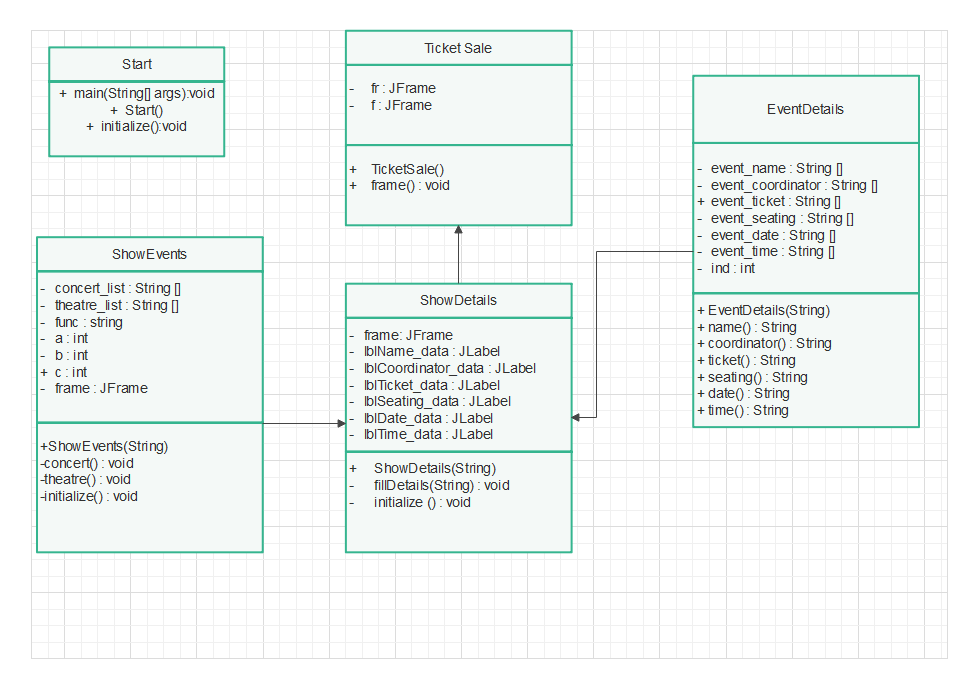 Start
+ main(String[] args):void
+ Start()
+ initialize():void
Ticket Sale
- fr : JFrame
- f : JFrame
+ TicketSale()
+ frame() : void
EventDetails
- event_name : String []
- event_coordinator : String []
+ event_ticket : String []
- event_seating : String []
- event_date : String []
- event_time : String []
- ind : int
+ EventDetails(String)
+ name() : String
+ coordinator() : String
+ ticket() : String
+ seating() : String
+ date() : String
+ time() : String
ShowEvents
- concert_list : String []
- theatre_list : String []
- func : string
- a : int
- b : int
+ c : int
- frame : JFrame
+ShowEvents(String)
-concert() : void
-theatre() : void
-initialize() : void
ShowDetails
- frame: JFrame
- lblName_data : JLabel
- lblCoordinator_data : JLabel
- lblTicket_data : JLabel
- lblSeating_data : JLabel
- lblDate_data : JLabel
- lblTime_data : JLabel
+ ShowDetails(String)
- fillDetails(String) : void
- initialize () : void